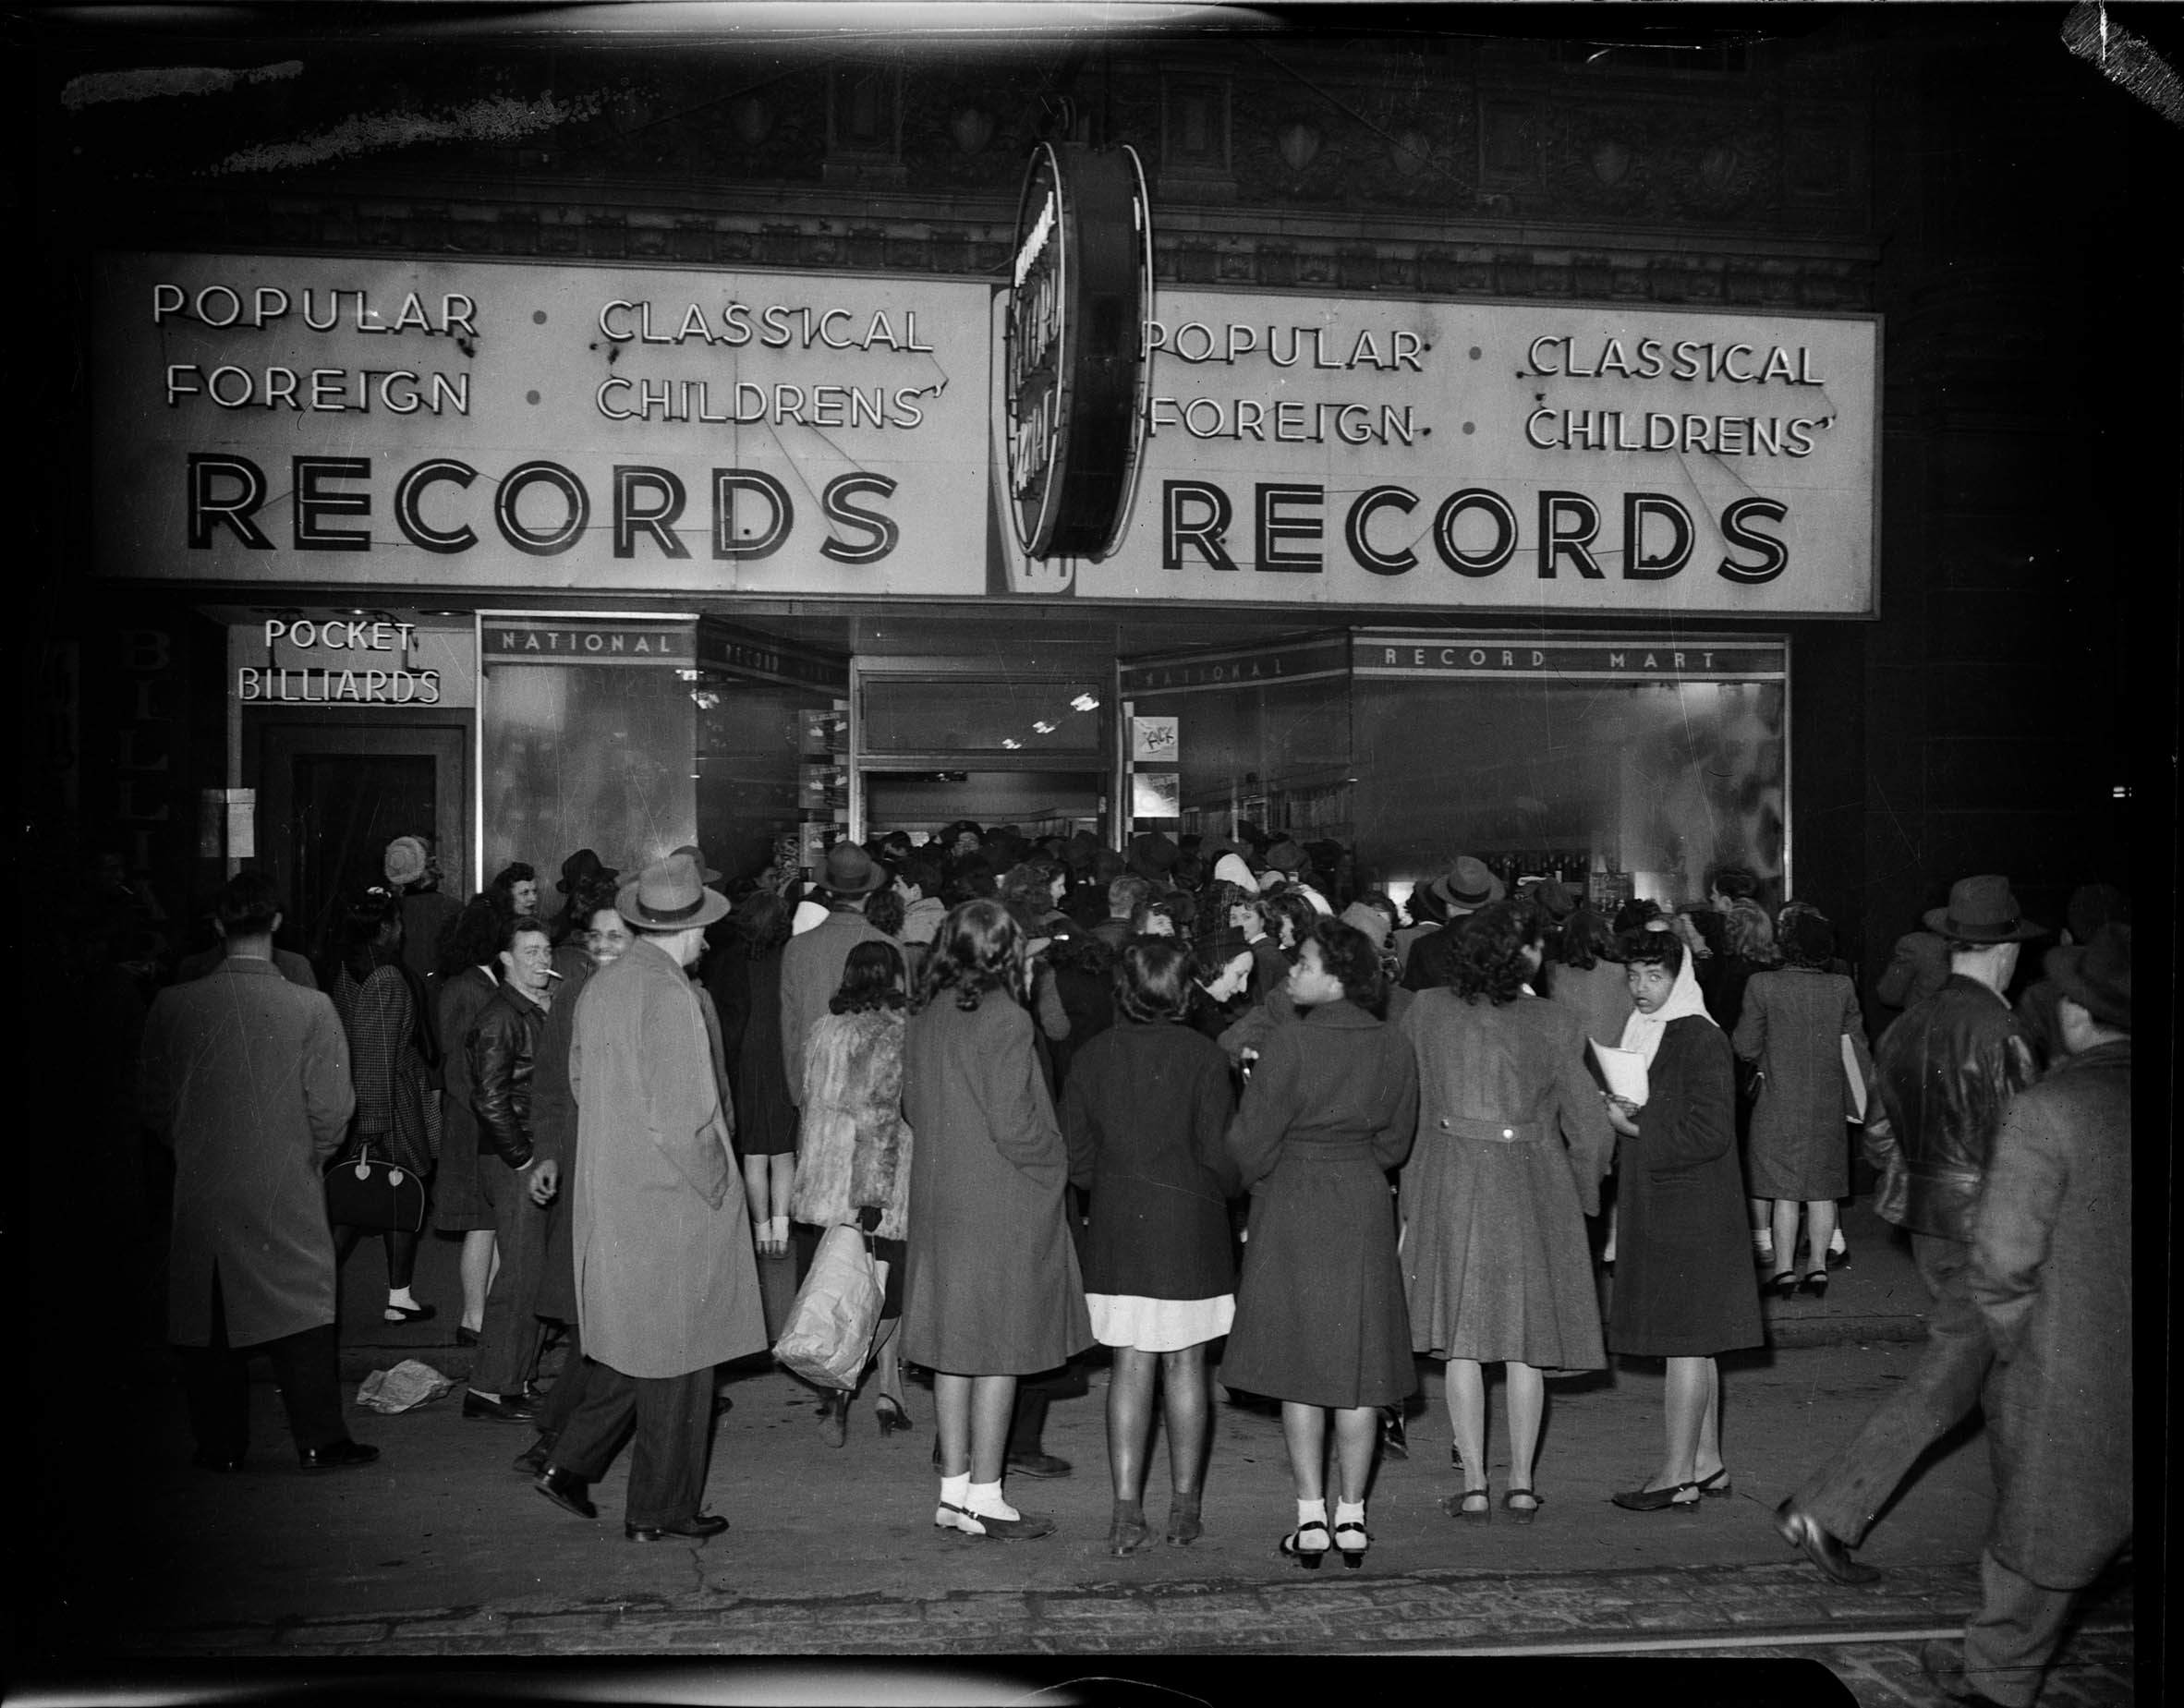 POPULAR • CLASSICAL
FOREIGN • CHILDRENS'
RECORDS
POPULAR • CLASSICAL
FOREIGN • CHILDRENS'
RECORDS
M
POCKET
BILLIARDS
NATIONAL
RECORD MART
NATIONAL
RECORD MART